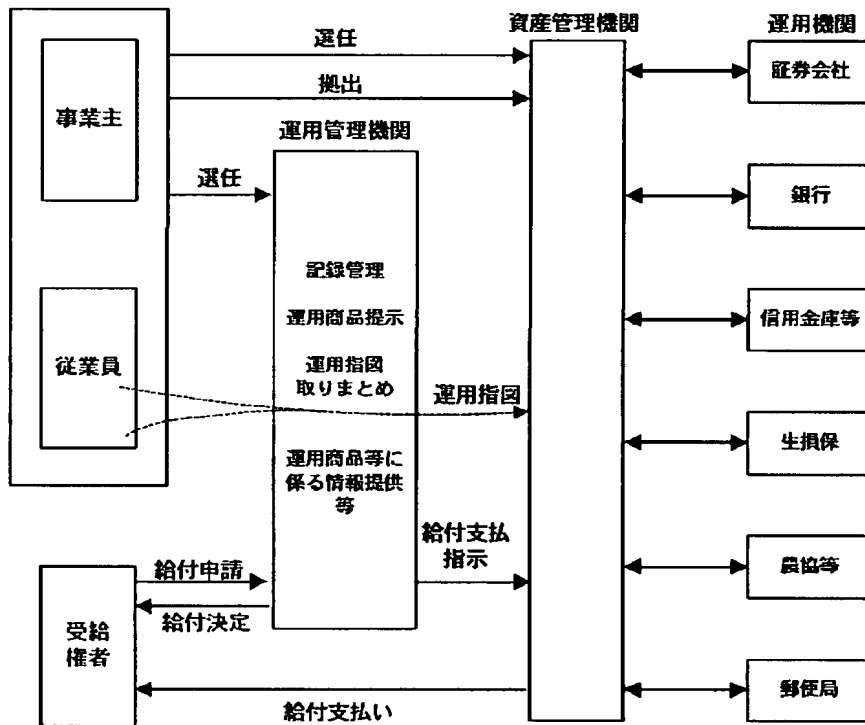 資産管理機関
運用機関
選任
証券会社
拠出
事業主
運用管理機関
選任
銀行
記録管理
運用商品提示
信用金庫等
従業員
運用指図
取りまとめ
運用指図
生損保
運用商品等に
係る情報提供
等
給付支払
指示
給付申請
農協等
給付決定
受給
権者
給付支払い
郵便局